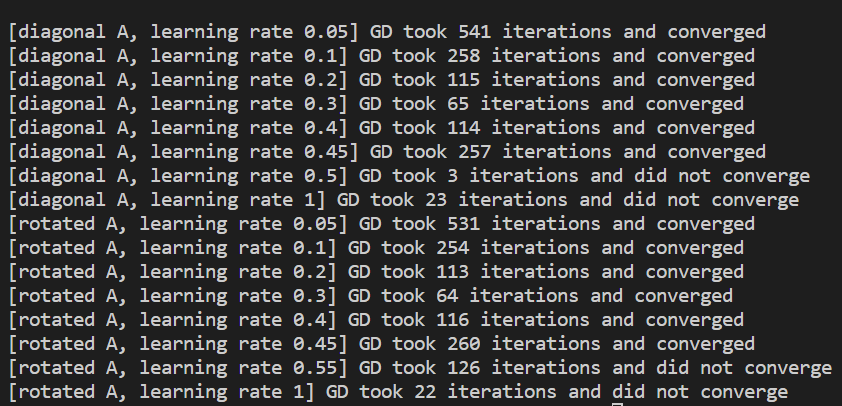 [diagonal A, learning rate 0.05] GD took 541 iterations and converged
[diagonal A, learning rate 0.1] GD took 258 iterations and converged
[diagonal A, learning rate 0.2] GD took 115 iterations and converged
[diagonal A, learning rate 0.3] GD took 65 iterations and converged
[diagonal A, learning rate 0.4] GD took 114 iterations and converged
[diagonal A, learning rate 0.45] GD took 257 iterations and converged
[diagonal A, learning rate 0.5] GD took 3 iterations and did not converge
[diagonal A, learning rate 1] GD took 23 iterations and did not converge
[rotated A, learning rate 0.05] GD took 531 iterations and converged
[rotated A, learning rate 0.1] GD took 254 iterations and converged
[rotated A, learning rate 0.2] GD took 113 iterations and converged
[rotated A, learning rate 0.3] GD took 64 iterations and converged
[rotated A, learning rate 0.4] GD took 116 iterations and converged
[rotated A, learning rate 0.45] GD took 260 iterations and converged
[rotated A, learning rate 0.55] GD took 126 iterations and did not converge
[rotated A, learning rate 1] GD took 22 iterations and did not converge